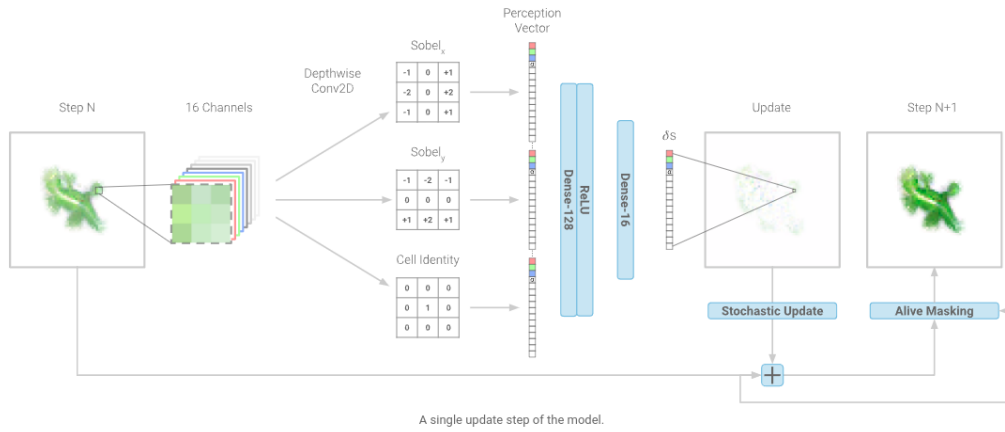 Perception
Vector
Sobelx
Depthwise
Conv2D
Step N
16 Channels
-1 0 +1
-2 0 +2
-1 0 +1
Sobely
-1 -2 -1
0 0 0
+1 +2 +1
Cell Identity
0 0 0
0 1 0
0 0 0
α
α
α
ReLU
Dense-128
Dense-16
δs
α
Update
Step N+1
Stochastic Update
Alive Masking
+
A single update step of the model.